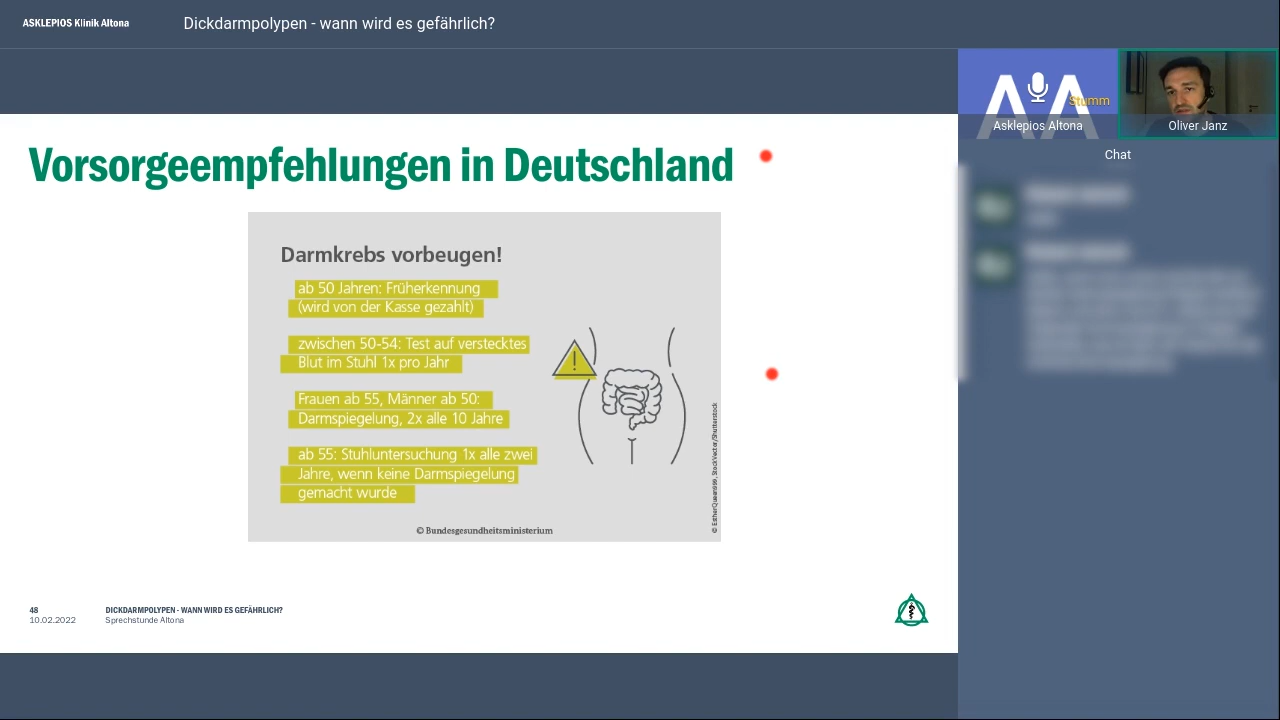 ASKLEPIOS Klinik Altona
Dickdarmpolypen - wann wird es gefährlich?
Stumm
Asklepios Altona
Oliver Janz
Chat
Vorsorgeempfehlungen in Deutschland
Darmkrebs vorbeugen!
ab 50 Jahren: Früherkennung
(wird von der Kasse gezahlt)
zwischen 50-54: Test auf verstecktes
Blut im Stuhl 1x pro Jahr
Frauen ab 55, Männer ab 50:
Darmspiegelung, 2x alle 10 Jahre
ab 55: Stuhluntersuchung 1x alle zwei
Jahre, wenn keine Darmspiegelung
gemacht wurde
© EstherQueen999, StockVector/Shutterstock
© Bundesgesundheitsministerium
48
DICKDARMPOLYPEN - WANN WIRD ES GEFÄHRLICH?
10.02.2022
Sprechstunde Altona